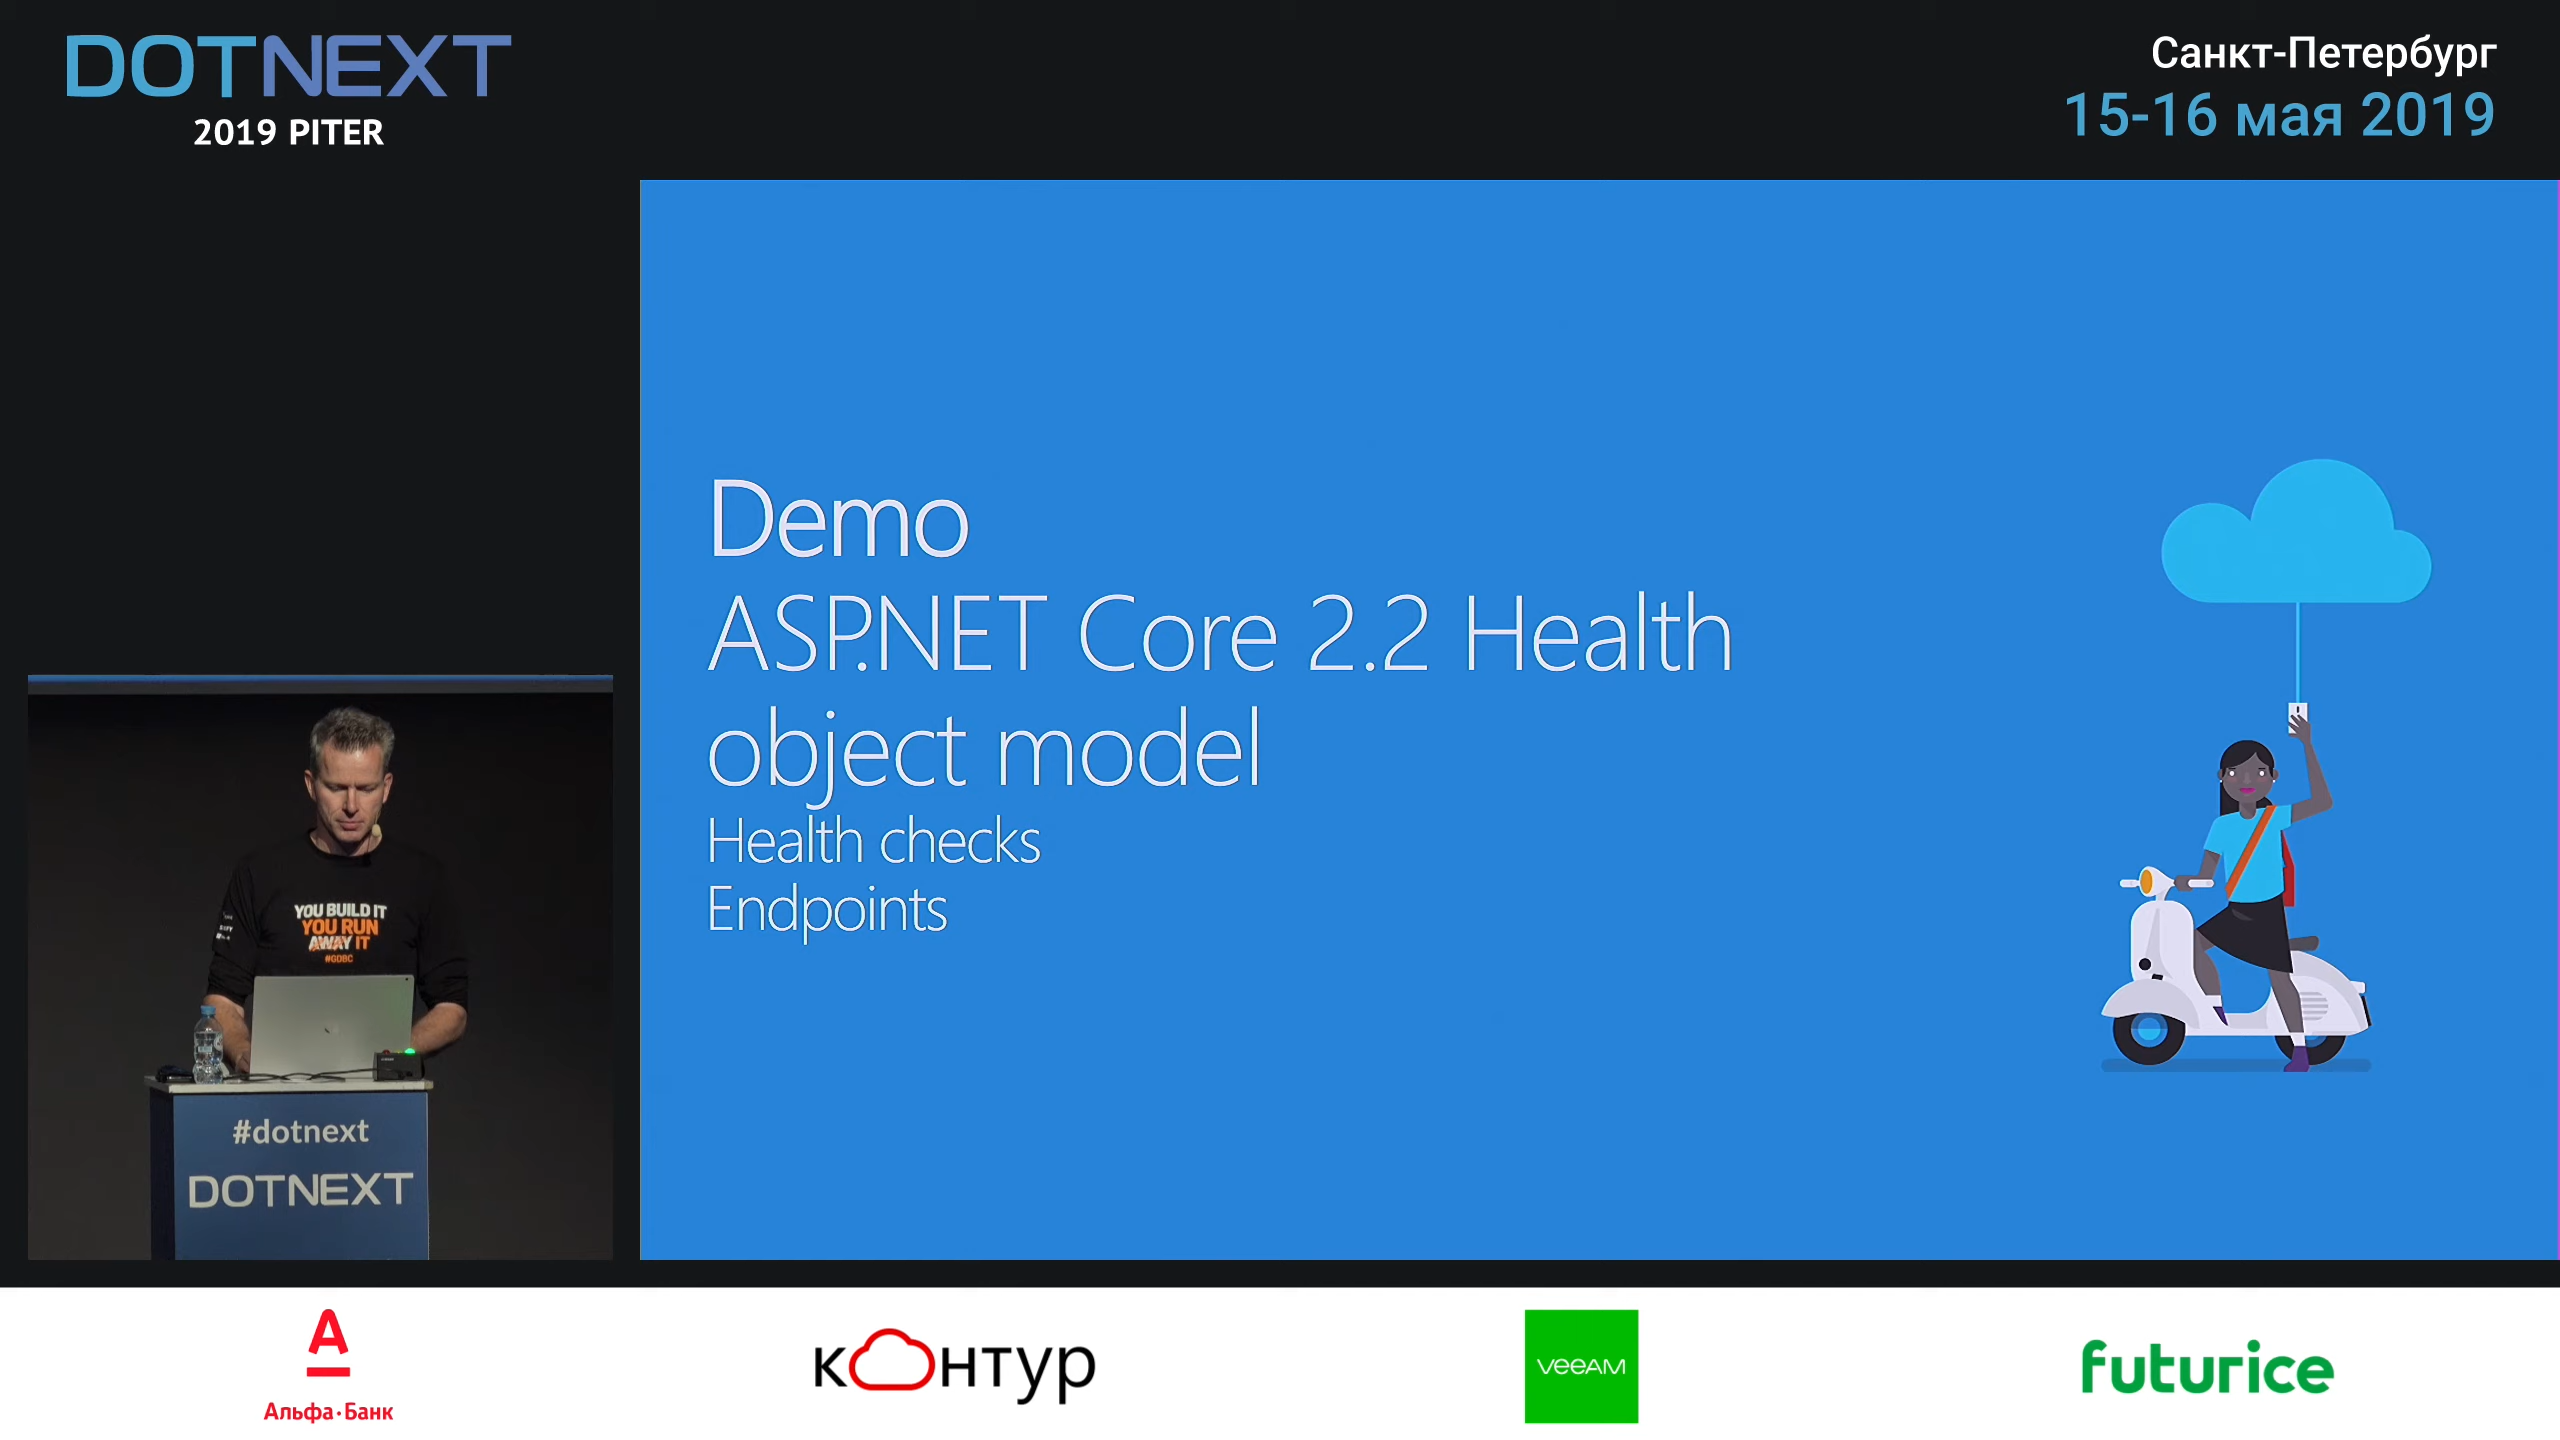 DOTNEXT
2019 PITER
Санкт-Петербург
15-16 мая 2019
Demo
ASP.NET Core 2.2 Health
object model
Health checks
Endpoints
YOU BUILD IT
YOU RUN
AWAY IT
#GDBC
#dotnext
DOTNEXT
А
Альфа·Банк
контур
veeAM
futurice